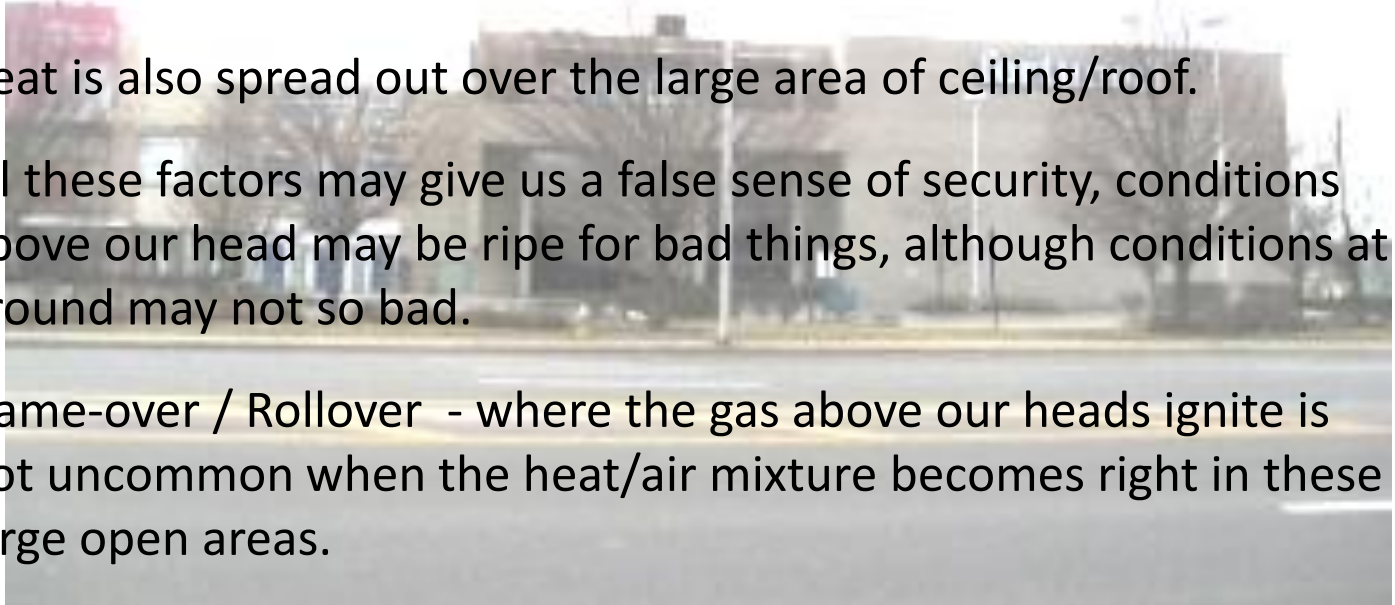 eat is also spread out over the large area of ceiling/roof.
l these factors may give us a false sense of security, conditions
bove our head may be ripe for bad things, although conditions at
round may not so bad.
ame-over / Rollover - where the gas above our heads ignite is
ot uncommon when the heat/air mixture becomes right in these
rge open areas.